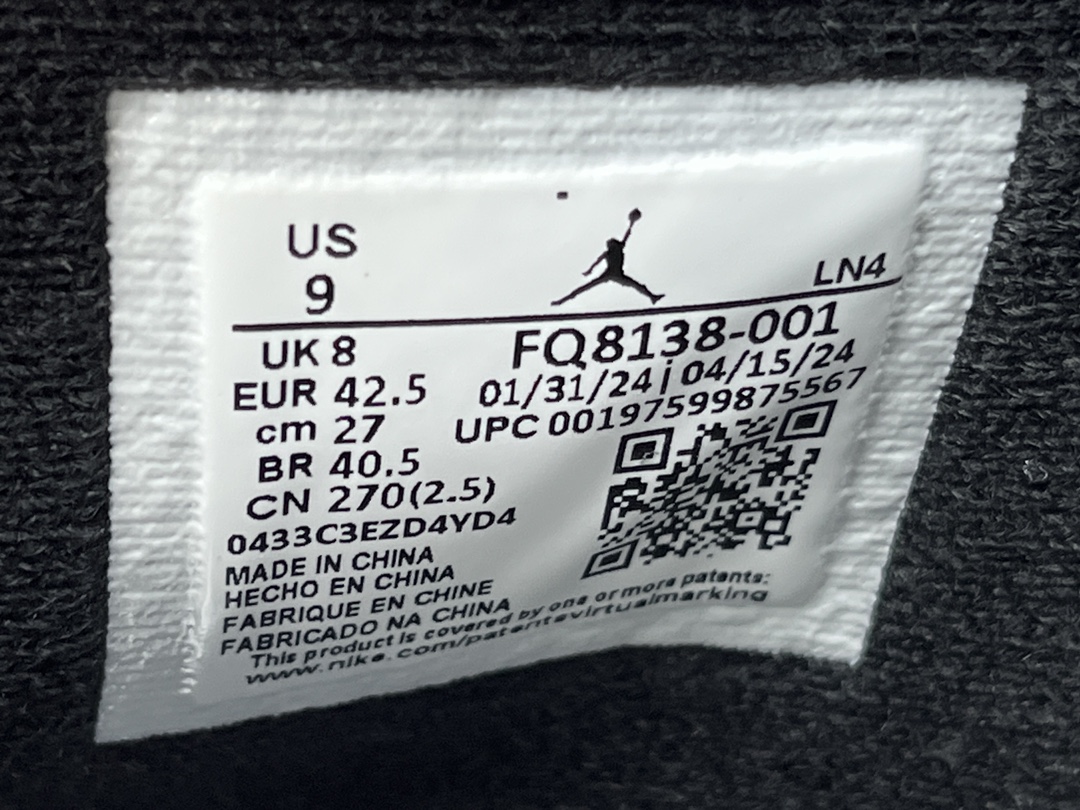 US
9
LN4
UK 8
EUR 42.5
cm 27
BR 40.5
CN 270(2.5)
FQ8138-001
01/31/24 | 04/15/24
UPC 00197599875567
0433C3EZD4YD4
MADE IN CHINA
HECHO EN CHINA
FABRIQUE EN CHINE
FABRICADO NA CHINA
This product is covered by one or more patents:
www.nike.com/patentsvirtualmarking